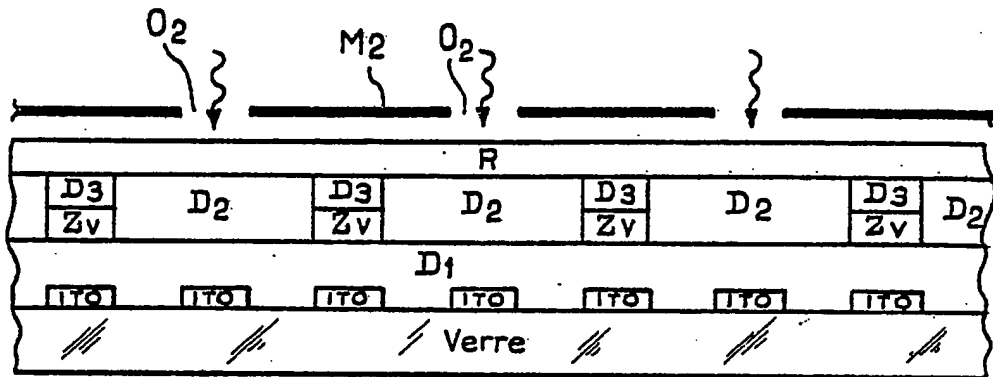 O2 M2 O2
R
D3 D2 D3 D2 D3 D2 D3 D2
Zv Zv Zv Zv
D1
ITO ITO ITO ITO ITO ITO ITO
Verre